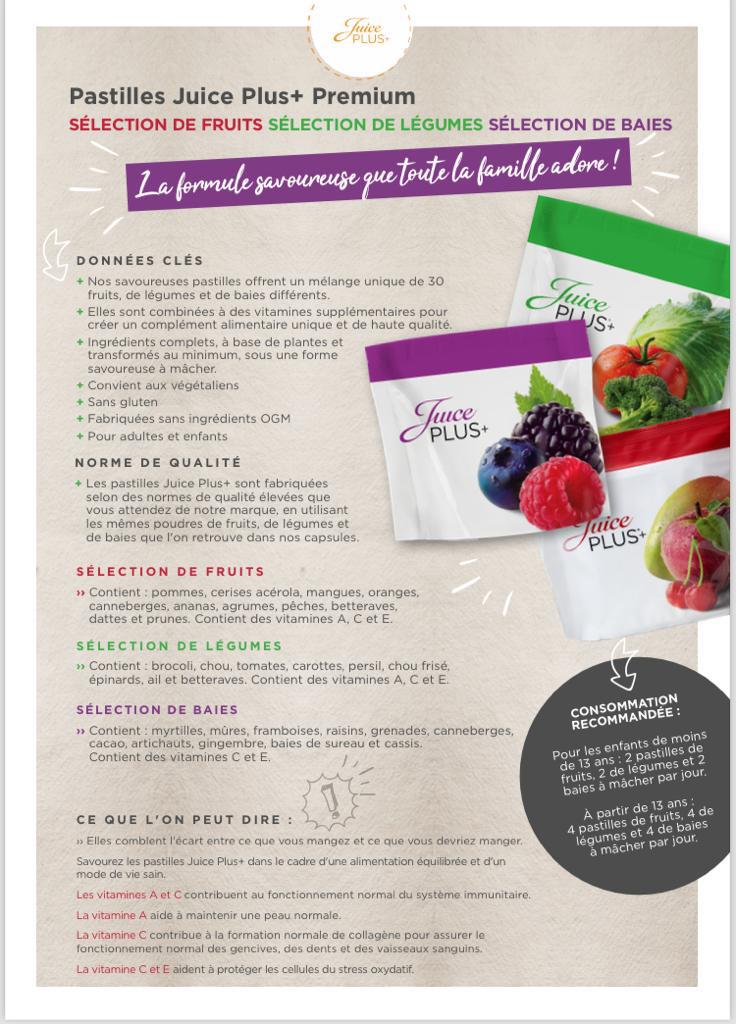 Juice
PLUS+
Pastilles Juice Plus+ Premium
SÉLECTION DE FRUITS SÉLECTION DE LÉGUMES SÉLECTION DE BAIES
La formule savoureuse que toute la famille adore !
DONNÉES CLÉS
+ Nos savoureuses pastilles offrent un mélange unique de 30
fruits, de légumes et de baies différents.
+ Elles sont combinées à des vitamines supplémentaires pour
créer un complément alimentaire unique et de haute qualité.
+ Ingrédients complets, à base de plantes et
transformés au minimum, sous une forme
savoureuse à mâcher.
+ Convient aux végétaliens
+ Sans gluten
+ Fabriquées sans ingrédients OGM
+ Pour adultes et enfants
Juice
PLUS+
Juice
PLUS+
Juice
PLUS+
NORME DE QUALITÉ
+ Les pastilles Juice Plus+ sont fabriquées
selon des normes de qualité élevées que
vous attendez de notre marque, en utilisant
les mêmes poudres de fruits, de légumes et
de baies que l'on retrouve dans nos capsules.
SÉLECTION DE FRUITS
›› Contient : pommes, cerises acérola, mangues, oranges,
canneberges, ananas, agrumes, pêches, betteraves,
dattes et prunes. Contient des vitamines A, C et E.
SÉLECTION DE LÉGUMES
›› Contient : brocoli, chou, tomates, carottes, persil, chou frisé,
épinards, ail et betteraves. Contient des vitamines A, C et E.
SÉLECTION DE BAIES
›› Contient : myrtilles, mûres, framboises, raisins, grenades, canneberges,
cacao, artichauts, gingembre, baies de sureau et cassis.
Contient des vitamines C et E.
CONSOMMATION
RECOMMANDÉE :
Pour les enfants de moins
de 13 ans : 2 pastilles de
fruits, 2 de légumes et 2
baies à mâcher par jour.
À partir de 13 ans :
4 pastilles de fruits, 4 de
légumes et 4 de baies
à mâcher par jour.
!
CE QUE L'ON PEUT DIRE :
›› Elles comblent l'écart entre ce que vous mangez et ce que vous devriez manger.
Savourez les pastilles Juice Plus+ dans le cadre d'une alimentation équilibrée et d'un
mode de vie sain.
Les vitamines A et C contribuent au fonctionnement normal du système immunitaire.
La vitamine A aide à maintenir une peau normale.
La vitamine C contribue à la formation normale de collagène pour assurer le
fonctionnement normal des gencives, des dents et des vaisseaux sanguins.
La vitamine C et E aident à protéger les cellules du stress oxydatif.